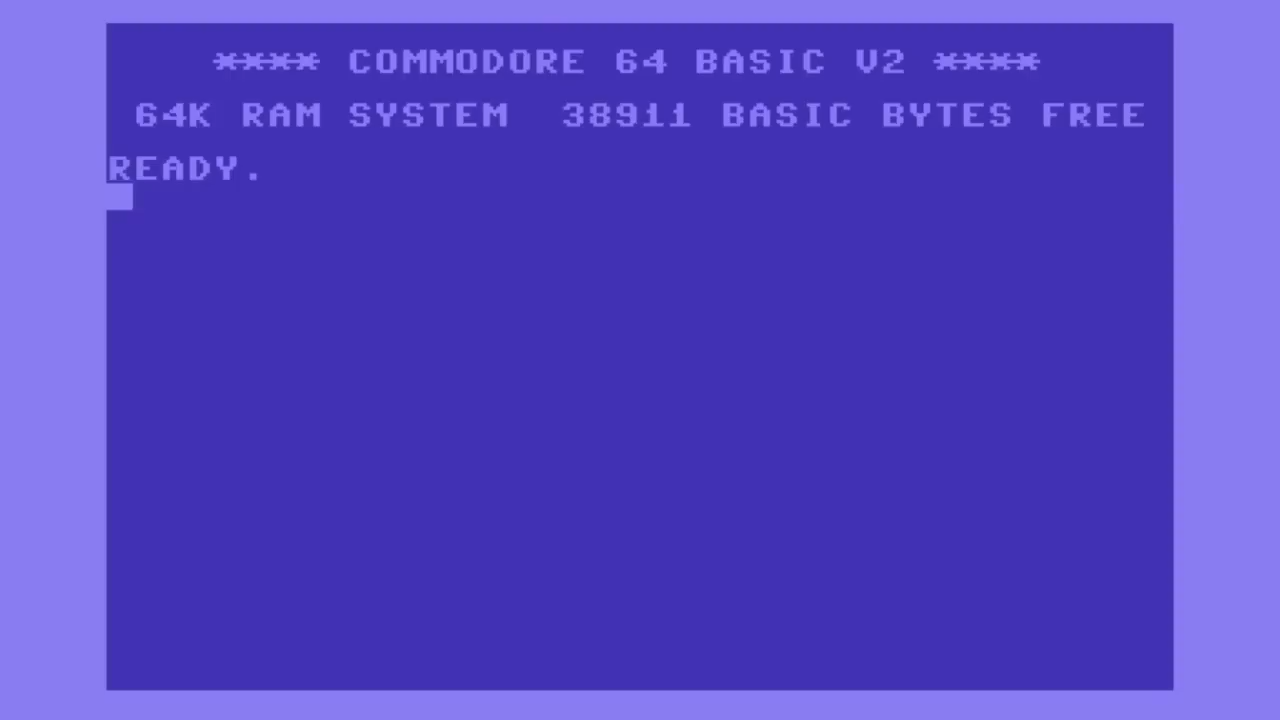 **** COMMODORE 64 BASIC V2 ****
64K RAM SYSTEM  38911 BASIC BYTES FREE
READY.